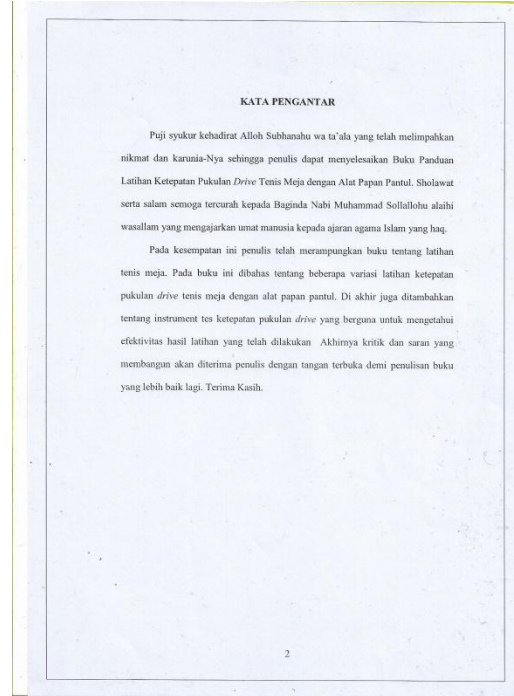 KATA PENGANTAR
Puji syukur kehadirat Alloh Subhanahu wa ta'ala yang telah melimpahkan
nikmat dan karunia-Nya sehingga penulis dapat menyelesaikan Buku Panduan
Latihan Ketepatan Pukulan Drive Tenis Meja dengan Alat Papan Pantul. Sholawat
serta salam semoga tercurah kepada Baginda Nabi Muhammad Sollallohu alaihi
wasallam yang mengajarkan umat manusia kepada ajaran agama Islam yang haq.
Pada kesempatan ini penulis telah merampungkan buku tentang latihan
tenis meja. Pada buku ini dibahas tentang beberapa variasi latihan ketepatan
pukulan drive tenis meja dengan alat papan pantul. Di akhir juga ditambahkan
tentang instrument tes ketepatan pukulan drive yang berguna untuk mengetahui
efektivitas hasil latihan yang telah dilakukan Akhirnya kritik dan saran yang
membangun akan diterima penulis dengan tangan terbuka demi penulisan buku
yang lebih baik lagi. Terima Kasih.
2